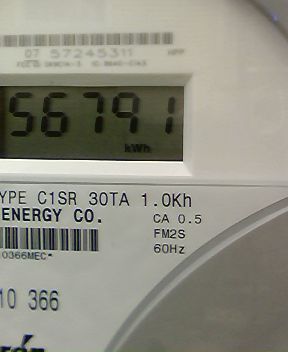 07 57245311
56791
kWh
YPE C1SR 30TA 1.0Kh
ENERGY CO.
CA 0.5
FM2S
60Hz
0366MEC*
10 366